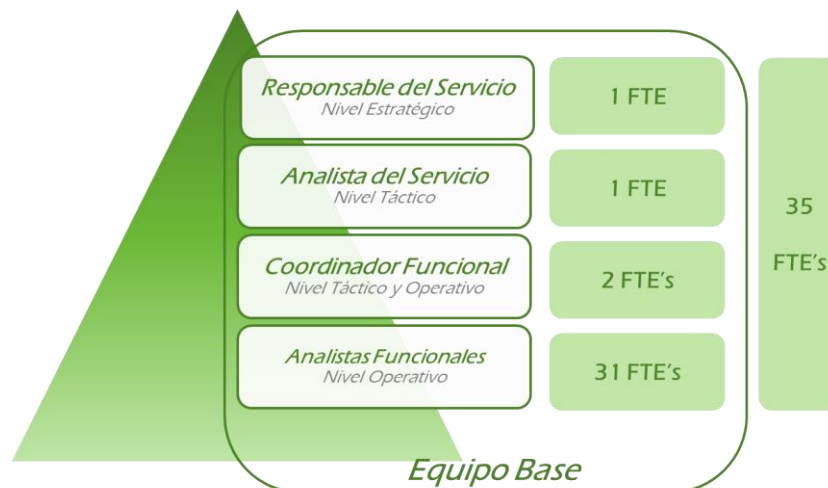 Responsable del Servicio
Nivel Estratégico
1 FTE
Analista del Servicio
Nivel Táctico
1 FTE
Coordinador Funcional
Nivel Táctico y Operativo
2 FTE's
Analistas Funcionales
Nivel Operativo
31 FTE's
35
FTE's
Equipo Base